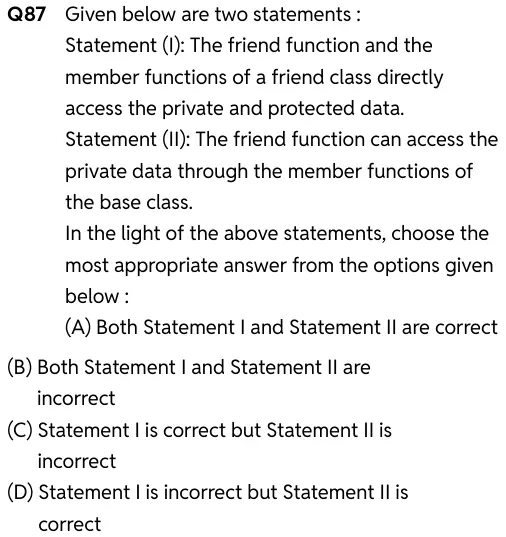 Q87 Given below are two statements :
Statement (I): The friend function and the
member functions of a friend class directly
access the private and protected data.
Statement (II): The friend function can access the
private data through the member functions of
the base class.
In the light of the above statements, choose the
most appropriate answer from the options given
below :
(A) Both Statement I and Statement II are correct
(B) Both Statement I and Statement II are
incorrect
(C) Statement I is correct but Statement II is
incorrect
(D) Statement I is incorrect but Statement II is
correct